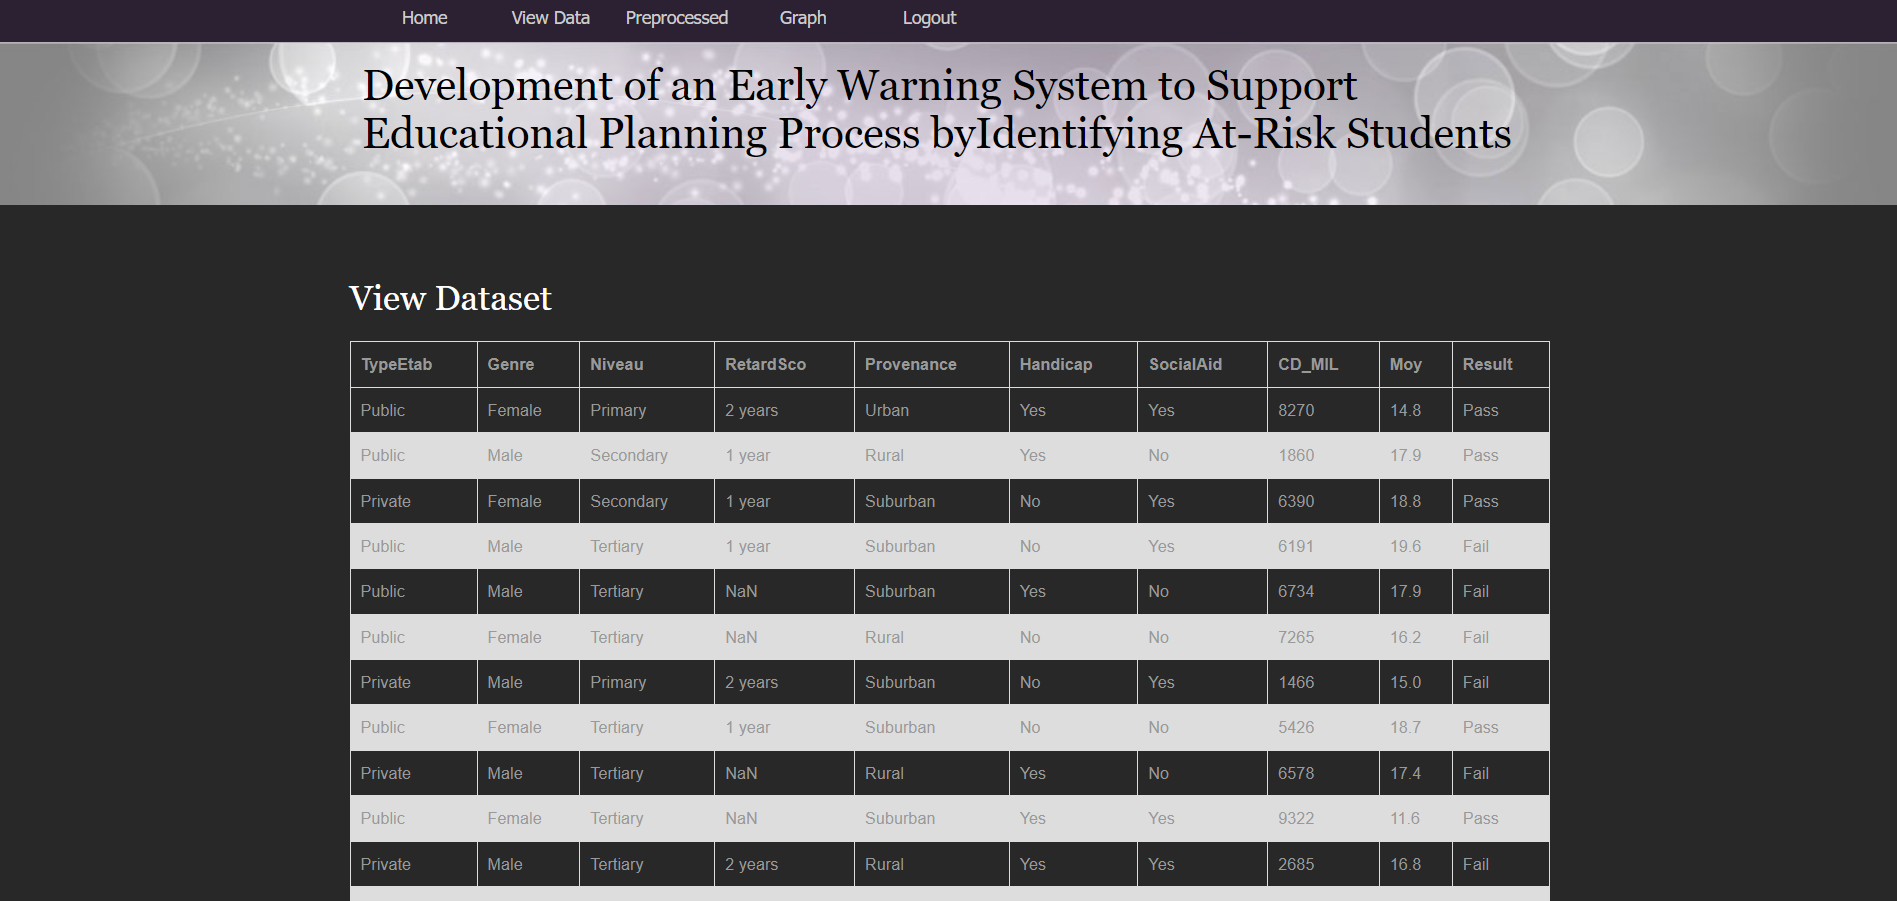 Home View Data Preprocessed Graph Logout
Development of an Early Warning System to Support
Educational Planning Process byIdentifying At-Risk Students
View Dataset
TypeEtab Genre Niveau RetardSco Provenance Handicap SocialAid CD_MIL Moy Result
Public Female Primary 2 years Urban Yes Yes 8270 14.8 Pass
Public Male Secondary 1 year Rural Yes No 1860 17.9 Pass
Private Female Secondary 1 year Suburban No Yes 6390 18.8 Pass
Public Male Tertiary 1 year Suburban No Yes 6191 19.6 Fail
Public Male Tertiary NaN Suburban Yes No 6734 17.9 Fail
Public Female Tertiary NaN Rural No No 7265 16.2 Fail
Private Male Primary 2 years Suburban No Yes 1466 15.0 Fail
Public Female Tertiary 1 year Suburban No No 5426 18.7 Pass
Private Male Tertiary NaN Rural Yes No 6578 17.4 Fail
Public Female Tertiary NaN Suburban Yes Yes 9322 11.6 Pass
Private Male Tertiary 2 years Rural Yes Yes 2685 16.8 Fail